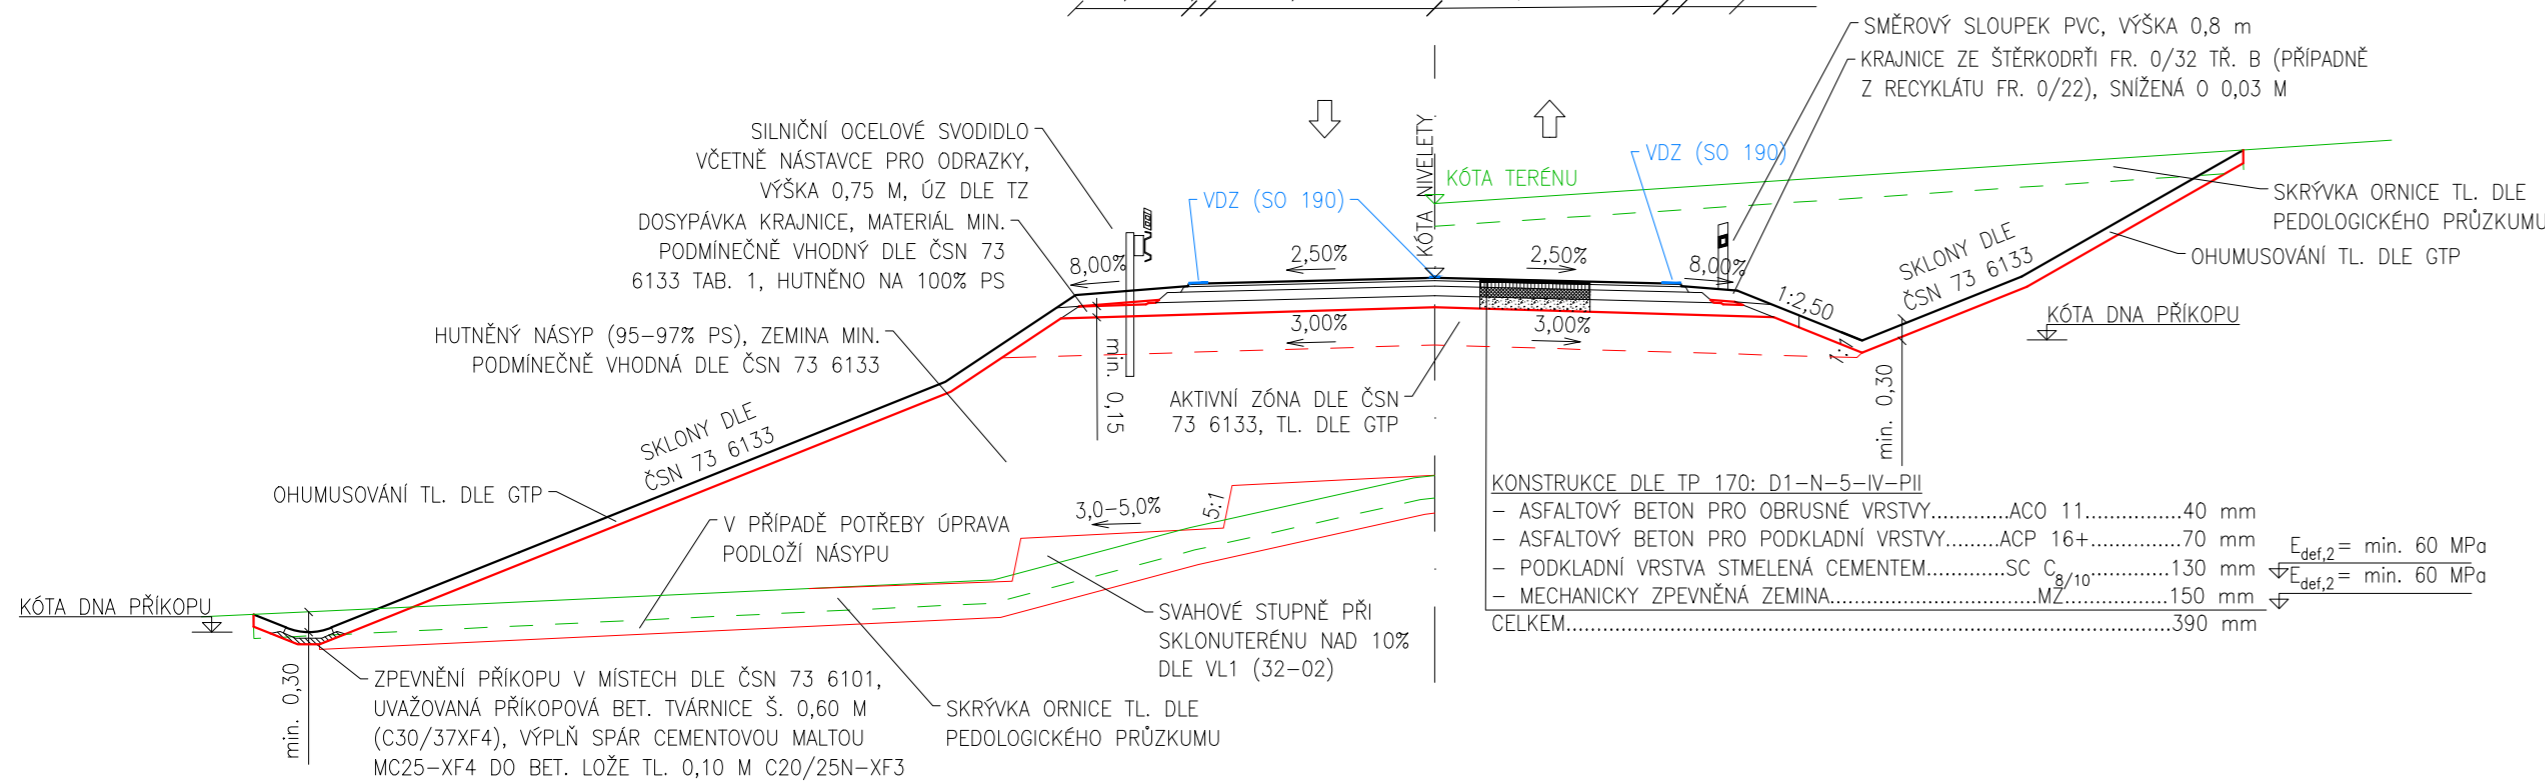 SMĚROVÝ SLOUPEK PVC, VÝŠKA 0,8 m
KRAJNICE ZE ŠTĚRKODRŤI FR. 0/32 TŘ. B (PŘÍPADNĚ
Z RECYKLÁTU FR. 0/22), SNÍŽENÁ O 0,03 M
SILNIČNÍ OCELOVÉ SVODIDLO
VČETNĚ NÁSTAVCE PRO ODRAZKY,
VÝŠKA 0,75 M, ÚZ DLE TZ
DOSYPÁVKA KRAJNICE, MATERIÁL MIN.
PODMÍNEČNĚ VHODNÝ DLE ČSN 73
6133 TAB. 1, HUTNĚNO NA 100% PS
HUTNĚNÝ NÁSYP (95-97% PS), ZEMINA MIN.
PODMÍNEČNĚ VHODNÁ DLE ČSN 73 6133
VDZ (SO 190)
KÓTA NIVELETY
KÓTA TERÉNU
VDZ (SO 190)
SKRÝVKA ORNICE TL. DLE
PEDOLOGICKÉHO PRŮZKUMU
OHUMUSOVÁNÍ TL. DLE GTP
SKLONY DLE
ČSN 73 6133
KÓTA DNA PŘÍKOPU
8,00%
2,50%
2,50%
8,00%
1:2,50
3,00%
3,00%
1:1
min. 0,15
min. 0,30
AKTIVNÍ ZÓNA DLE ČSN
73 6133, TL. DLE GTP
SKLONY DLE
ČSN 73 6133
OHUMUSOVÁNÍ TL. DLE GTP
V PŘÍPADĚ POTŘEBY ÚPRAVA
PODLOŽÍ NÁSYPU
3,0-5,0%
5:1
KONSTRUKCE DLE TP 170: D1-N-5-IV-PII
- ASFALTOVÝ BETON PRO OBRUSNÉ VRSTVY............ACO 11...............40 mm
- ASFALTOVÝ BETON PRO PODKLADNÍ VRSTVY.........ACP 16+..............70 mm
- PODKLADNÍ VRSTVA STMELENÁ CEMENTEM............SC C8/10............130 mm
- MECHANICKY ZPEVNĚNÁ ZEMINA................................MZ................150 mm
CELKEM..............................................................................................390 mm
Edef,2= min. 60 MPa
Edef,2= min. 60 MPa
KÓTA DNA PŘÍKOPU
min. 0,30
SVAHOVÉ STUPNĚ PŘI
SKLONUTERÉNU NAD 10%
DLE VL1 (32-02)
ZPEVNĚNÍ PŘÍKOPU V MÍSTECH DLE ČSN 73 6101,
UVAŽOVANÁ PŘÍKOPOVÁ BET. TVÁRNICE Š. 0,60 M
(C30/37XF4), VÝPLŇ SPÁR CEMENTOVOU MALTOU
MC25-XF4 DO BET. LOŽE TL. 0,10 M C20/25N-XF3
SKRÝVKA ORNICE TL. DLE
PEDOLOGICKÉHO PRŮZKUMU